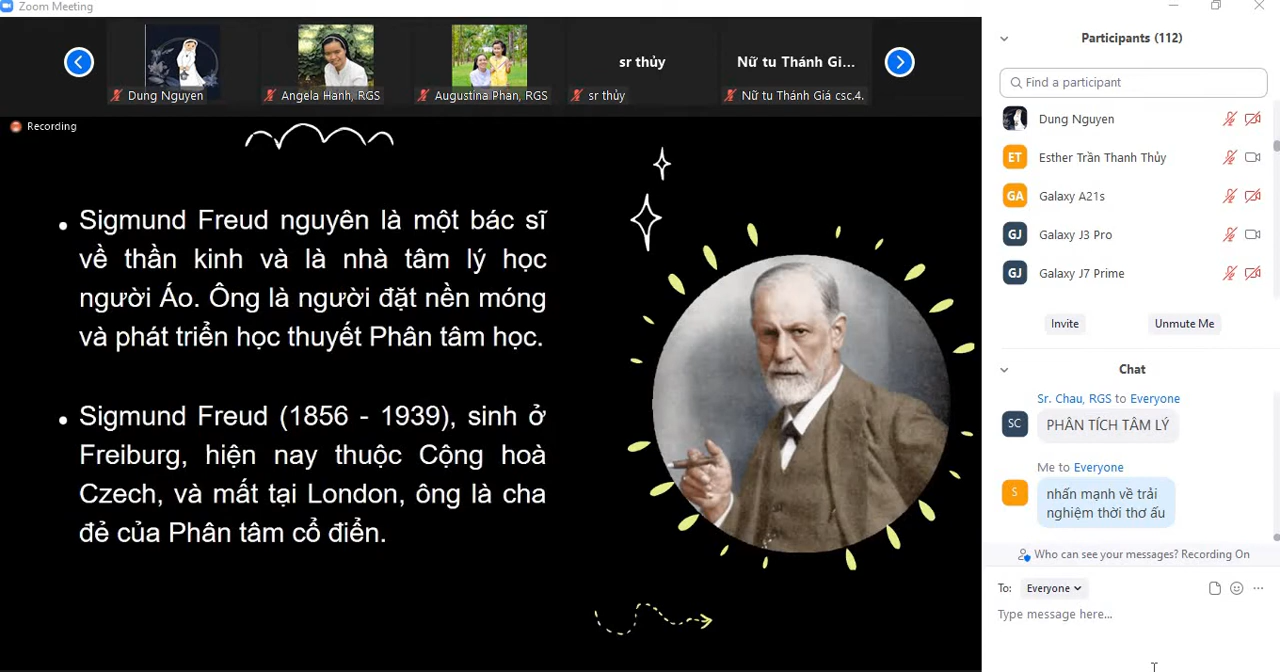 Zoom Meeting
Dung Nguyen
Angela Hanh, RGS
Augustina Phan, RGS
sr thủy
sr thủy
Nữ tu Thánh Gi...
Nữ tu Thánh Giá csc.4.
Recording
• Sigmund Freud nguyên là một bác sĩ
về thần kinh và là nhà tâm lý học
người Áo. Ông là người đặt nền móng
và phát triển học thuyết Phân tâm học.
• Sigmund Freud (1856 - 1939), sinh ở
Freiburg, hiện nay thuộc Cộng hoà
Czech, và mất tại London, ông là cha
đẻ của Phân tâm cổ điển.
Participants (112)
Find a participant
Dung Nguyen
ET Esther Trần Thanh Thủy
GA Galaxy A21s
GJ Galaxy J3 Pro
GJ Galaxy J7 Prime
Invite
Unmute Me
Chat
Sr. Chau, RGS to Everyone
SC PHÂN TÍCH TÂM LÝ
Me to Everyone
S nhấn mạnh về trải
nghiệm thời thơ ấu
Who can see your messages? Recording On
To: Everyone
Type message here...